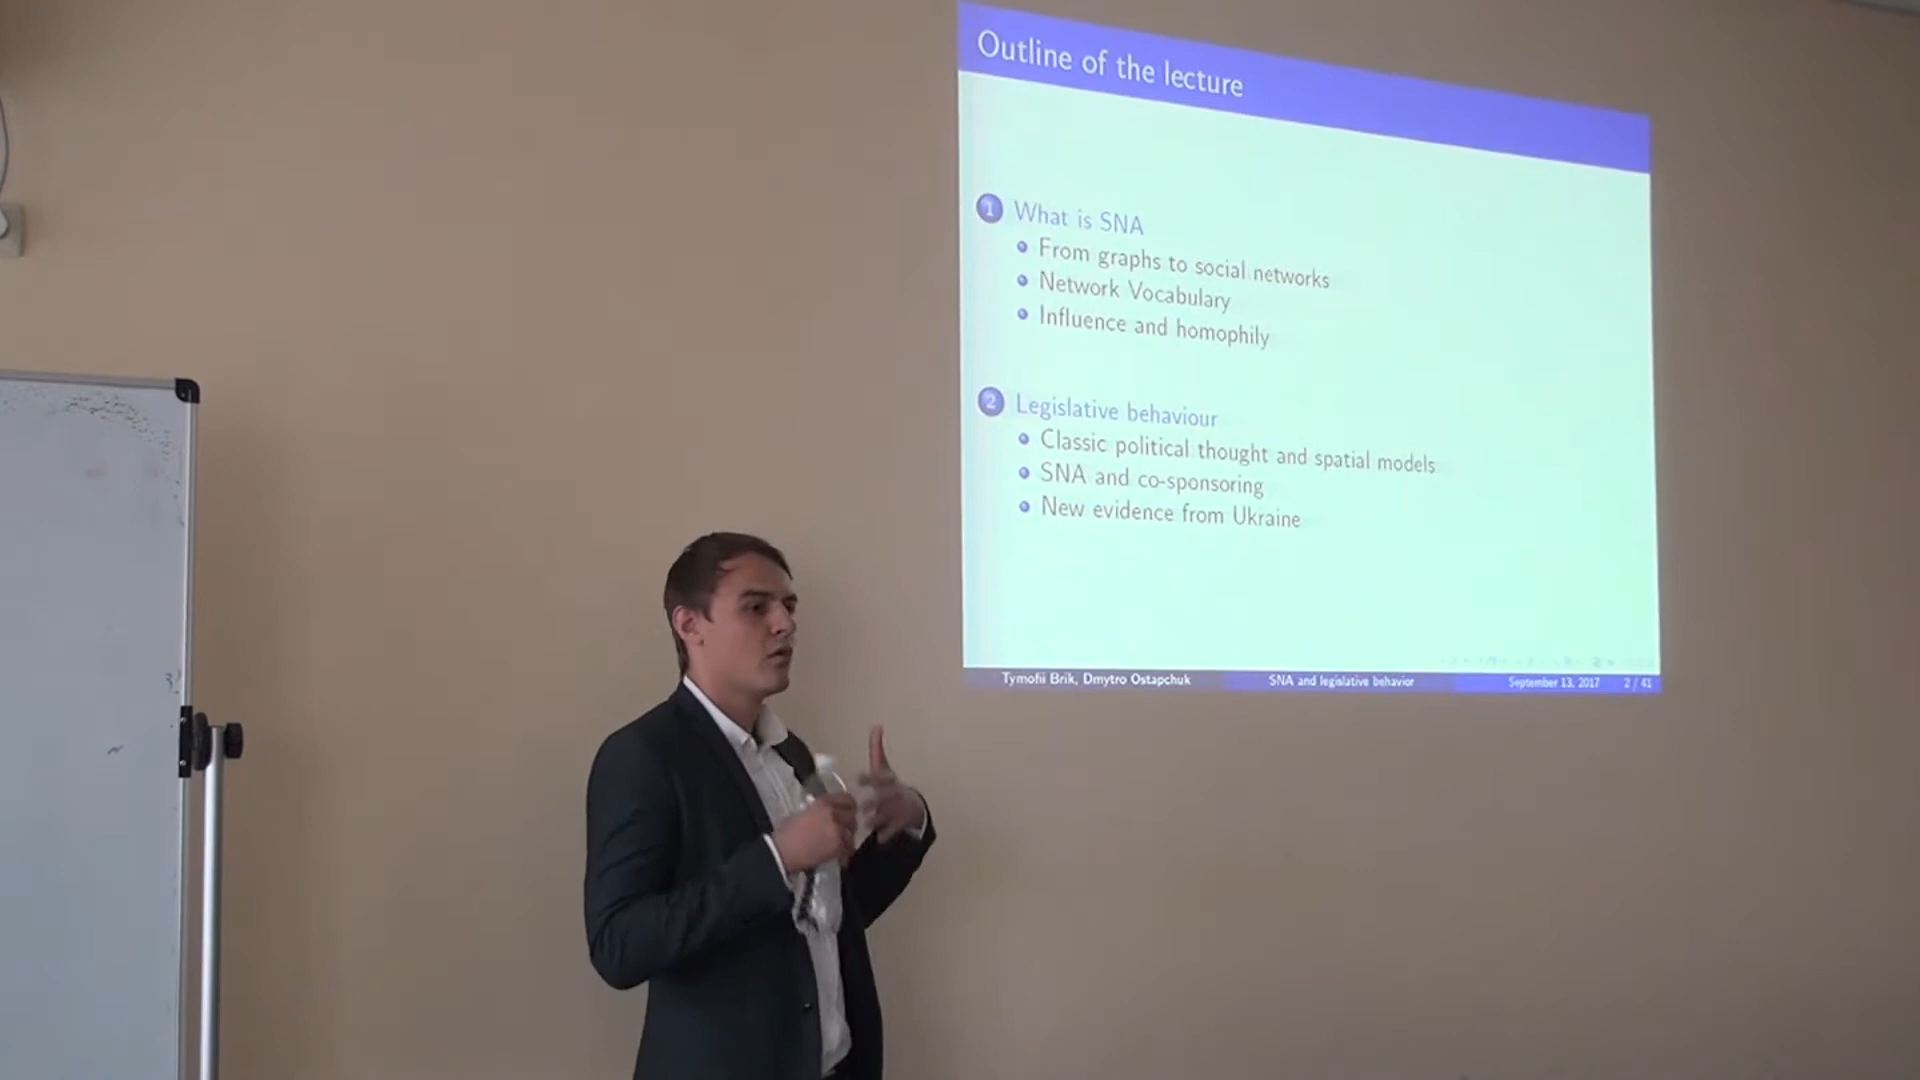 Outline of the lecture
1 What is SNA
From graphs to social networks
Network Vocabulary
Influence and homophily
2 Legislative behaviour
Classic political thought and spatial models
SNA and co-sponsoring
New evidence from Ukraine
Tymofii Brik, Dmytro Ostapchuk SNA and legislative behavior September 13, 2017 2 / 41